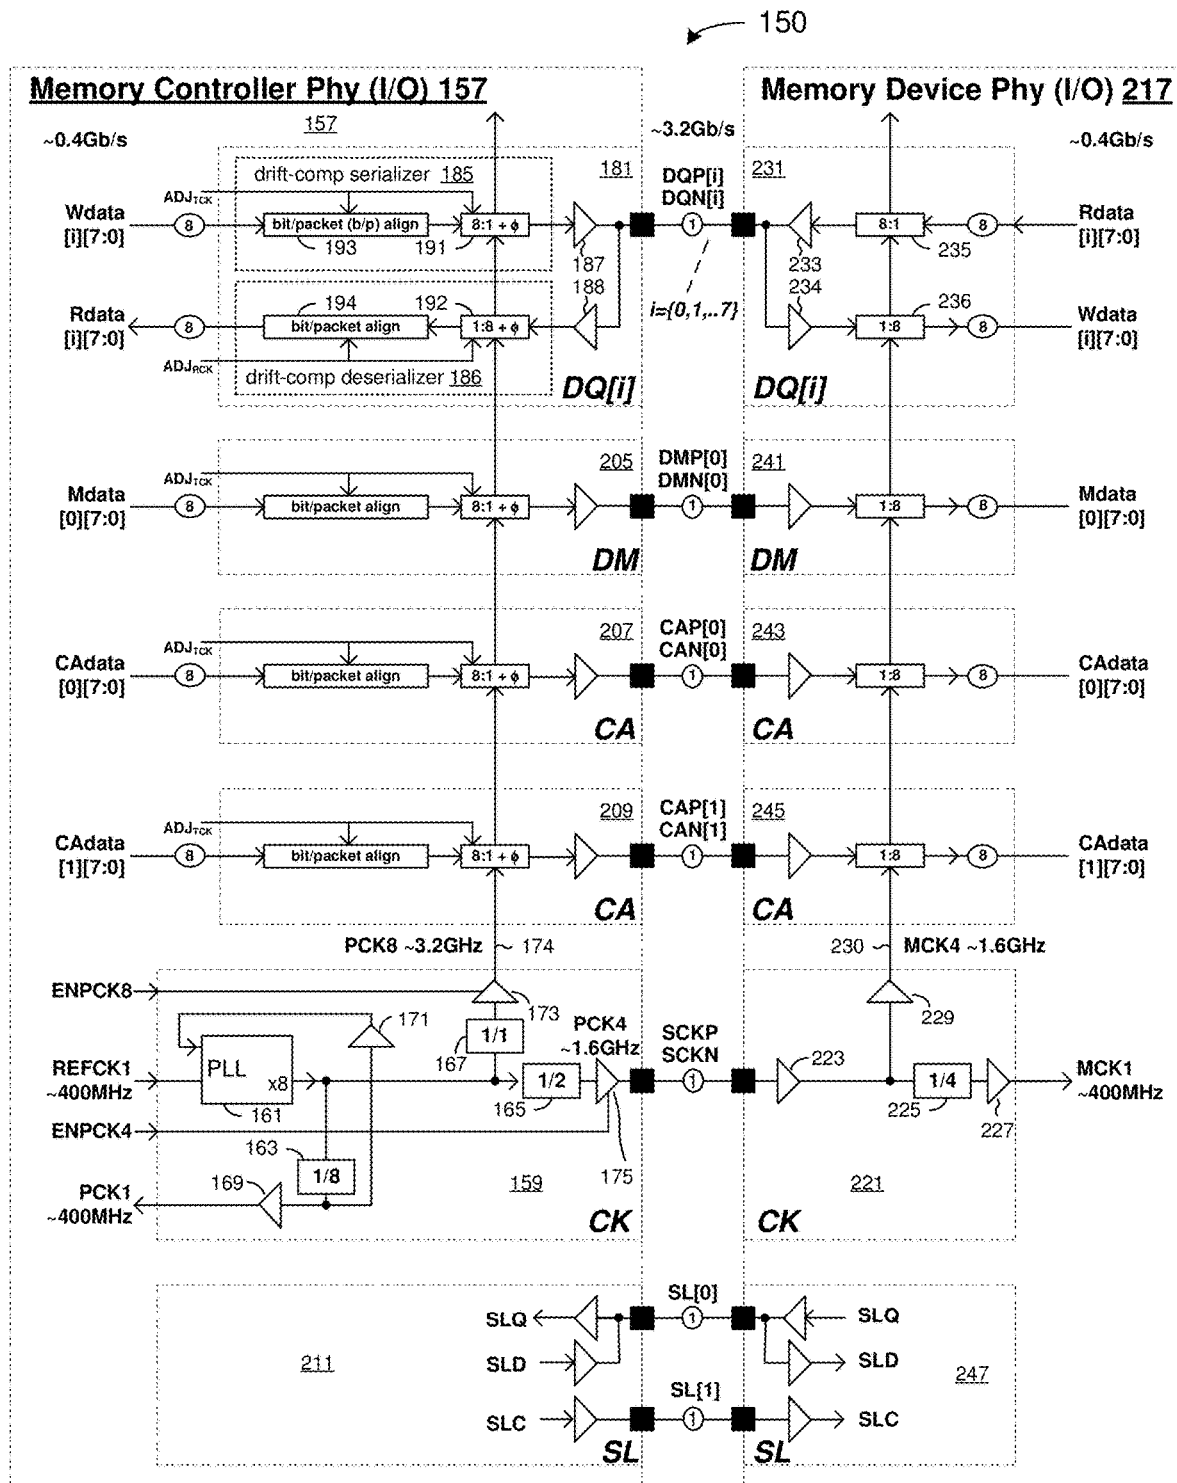 150
Memory Controller Phy (I/O) 157
Memory Device Phy (I/O) 217
~0.4Gb/s
157
~3.2Gb/s
~0.4Gb/s
drift-comp serializer 185
181
DQP[i]
DQN[i]
231
ADJTCK
Wdata
[i][7:0]
8
bit/packet (b/p) align
8:1 + ϕ
1
8:1
8
Rdata
[i][7:0]
193
191
187
233
235
194
192
188
234
236
i={0,1,..7}
Rdata
[i][7:0]
8
bit/packet align
1:8 + ϕ
1:8
8
Wdata
[i][7:0]
ADJRCK
drift-comp deserializer 186
DQ[i]
DQ[i]
205
DMP[0]
DMN[0]
241
ADJTCK
Mdata
[0][7:0]
8
bit/packet align
8:1 + ϕ
1
1:8
8
Mdata
[0][7:0]
DM
DM
207
CAP[0]
CAN[0]
243
ADJTCK
CAdata
[0][7:0]
8
bit/packet align
8:1 + ϕ
1
1:8
8
CAdata
[0][7:0]
CA
CA
209
CAP[1]
CAN[1]
245
ADJTCK
CAdata
[1][7:0]
8
bit/packet align
8:1 + ϕ
1
1:8
8
CAdata
[1][7:0]
CA
CA
PCK8 ~3.2GHz
174
230
MCK4 ~1.6GHz
ENPCK8
171
173
229
1/1
167
PCK4
~1.6GHz
SCKP
SCKN
223
REFCK1
~400MHz
PLL
x8
161
1/2
165
1
1/4
225
227
MCK1
~400MHz
ENPCK4
163
1/8
169
175
PCK1
~400MHz
159
221
CK
CK
SL[0]
SLQ
1
SLQ
211
SLD
SLD
247
SL[1]
SLC
1
SLC
SL
SL